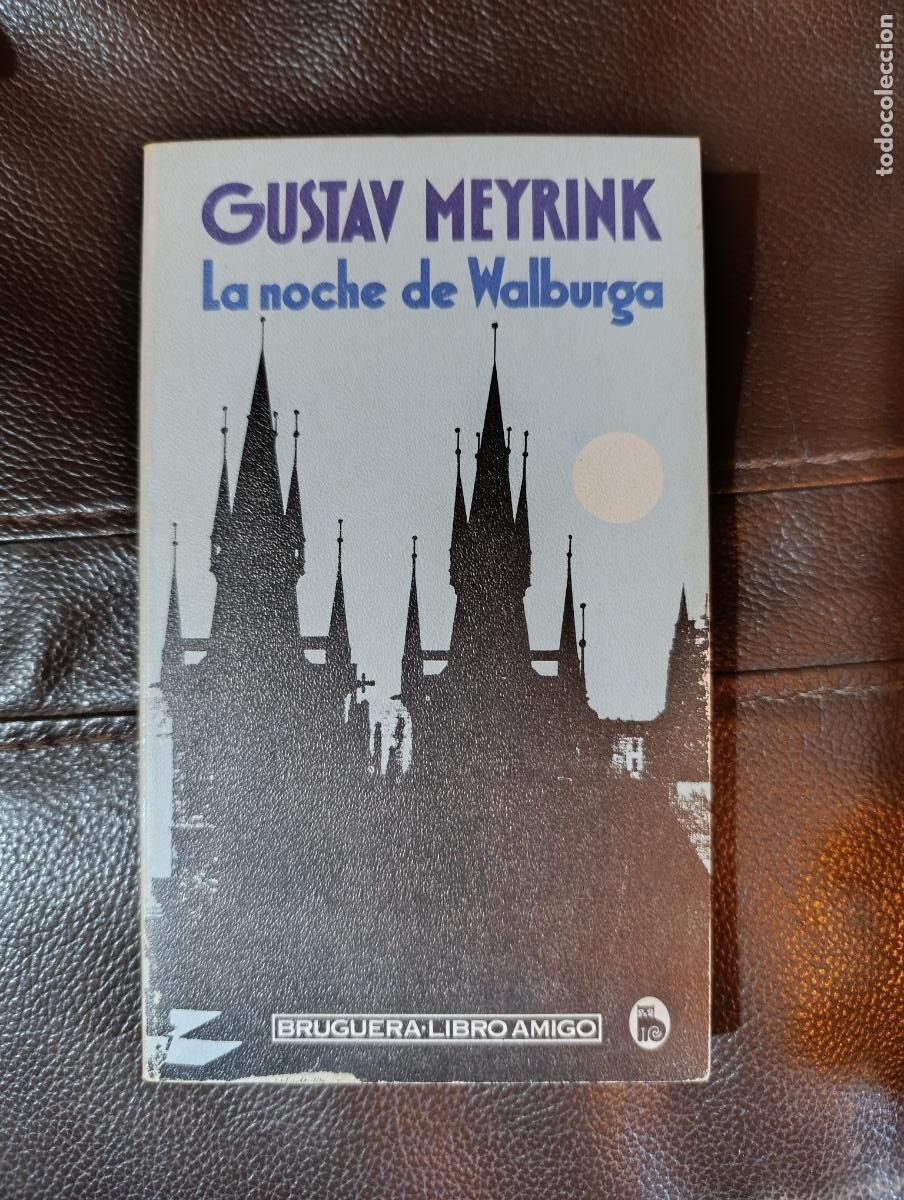 GUSTAV MEYRINK
La noche de Walburga
BRUGUERA·LIBRO AMIGO
todocoleccion